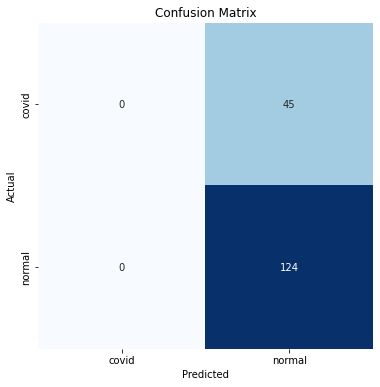 Confusion Matrix
covid
0
45
Actual
normal
0
124
covid
normal
Predicted